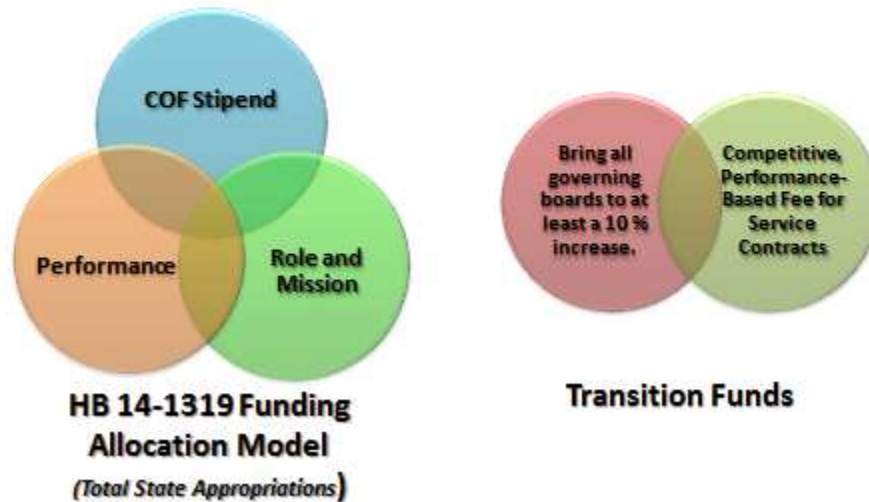 COF Stipend
Performance
Role and
Mission
HB 14-1319 Funding
Allocation Model
(Total State Appropriations)
Bring all
governing
boards to at
least a 10 %
increase.
Competitive,
Performance-
Based Fee for
Service
Contracts
Transition Funds